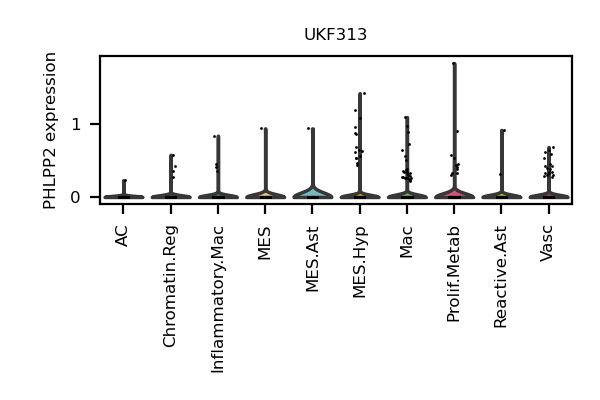 UKF313
PHLPP2 expression
1
0
AC
Chromatin.Reg
Inflammatory.Mac
MES
MES.Ast
MES.Hyp
Mac
Prolif.Metab
Reactive.Ast
Vasc